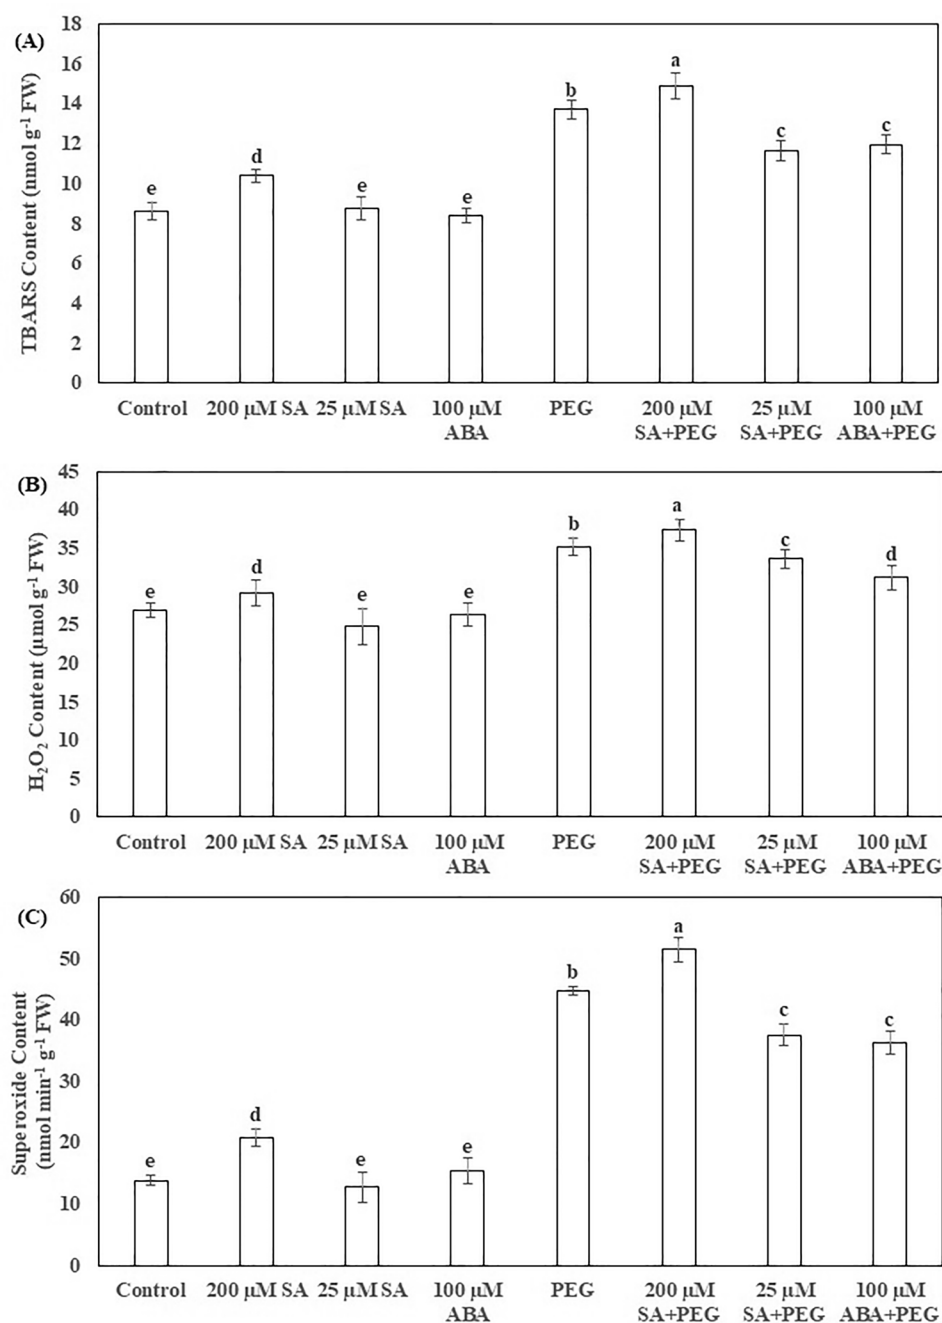 (A)
TBARS Content (nmol g⁻¹ FW)
18
16
14
12
10
8
6
4
2
0
e
d
e
e
b
a
c
c
Control 200 µM SA 25 µM SA 100 µM PEG 200 µM 25 µM 100 µM
ABA SA+PEG SA+PEG ABA+PEG
(B)
H₂O₂ Content (µmol g⁻¹ FW)
45
40
35
30
25
20
15
10
5
0
e
d
e
e
b
a
c
d
Control 200 µM SA 25 µM SA 100 µM PEG 200 µM 25 µM 100 µM
ABA SA+PEG SA+PEG ABA+PEG
(C)
Superoxide Content
(nmol min⁻¹ g⁻¹ FW)
60
50
40
30
20
10
0
e
d
e
e
b
a
c
c
Control 200 µM SA 25 µM SA 100 µM PEG 200 µM 25 µM 100 µM
ABA SA+PEG SA+PEG ABA+PEG